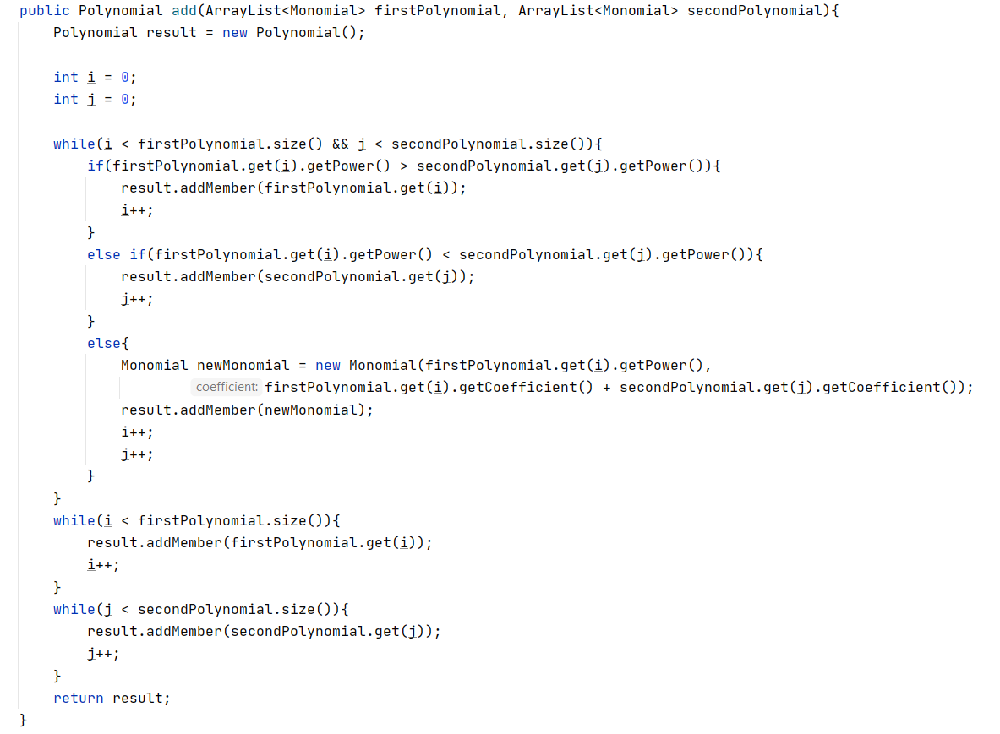 public Polynomial add(ArrayList<Monomial> firstPolynomial, ArrayList<Monomial> secondPolynomial){
    Polynomial result = new Polynomial();

    int i = 0;
    int j = 0;

    while(i < firstPolynomial.size() && j < secondPolynomial.size()){
        if(firstPolynomial.get(i).getPower() > secondPolynomial.get(j).getPower()){
            result.addMember(firstPolynomial.get(i));
            i++;
        }
        else if(firstPolynomial.get(i).getPower() < secondPolynomial.get(j).getPower()){
            result.addMember(secondPolynomial.get(j));
            j++;
        }
        else{
            Monomial newMonomial = new Monomial(firstPolynomial.get(i).getPower(),
                    coefficient: firstPolynomial.get(i).getCoefficient() + secondPolynomial.get(j).getCoefficient());
            result.addMember(newMonomial);
            i++;
            j++;
        }
    }
    while(i < firstPolynomial.size()){
        result.addMember(firstPolynomial.get(i));
        i++;
    }
    while(j < secondPolynomial.size()){
        result.addMember(secondPolynomial.get(j));
        j++;
    }
    return result;
}